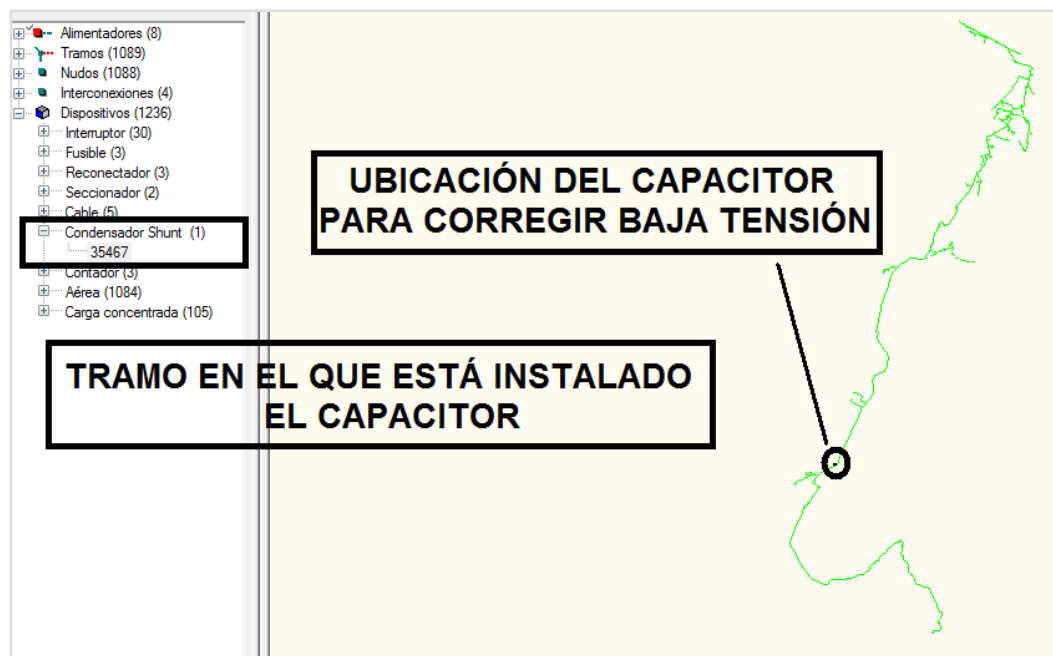 Alimentadores (8)
Tramos (1089)
Nudos (1088)
Interconexiones (4)
Dispositivos (1236)
Interruptor (30)
Fusible (3)
Reconectador (3)
Seccionador (2)
Cable (5)
Condensador Shunt (1)
35467
Contador (3)
Aérea (1084)
Carga concentrada (105)
UBICACIÓN DEL CAPACITOR
PARA CORREGIR BAJA TENSIÓN
TRAMO EN EL QUE ESTÁ INSTALADO
EL CAPACITOR